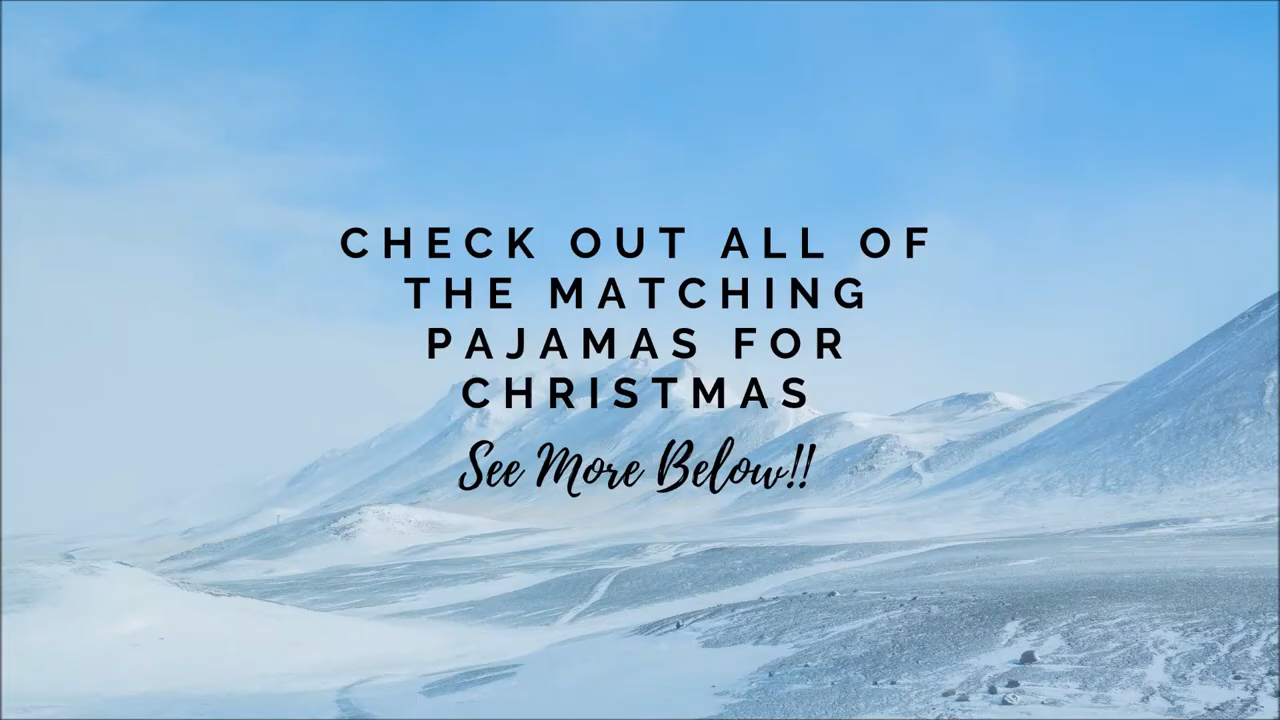 CHECK OUT ALL OF
THE MATCHING
PAJAMAS FOR
CHRISTMAS
See More Below!!